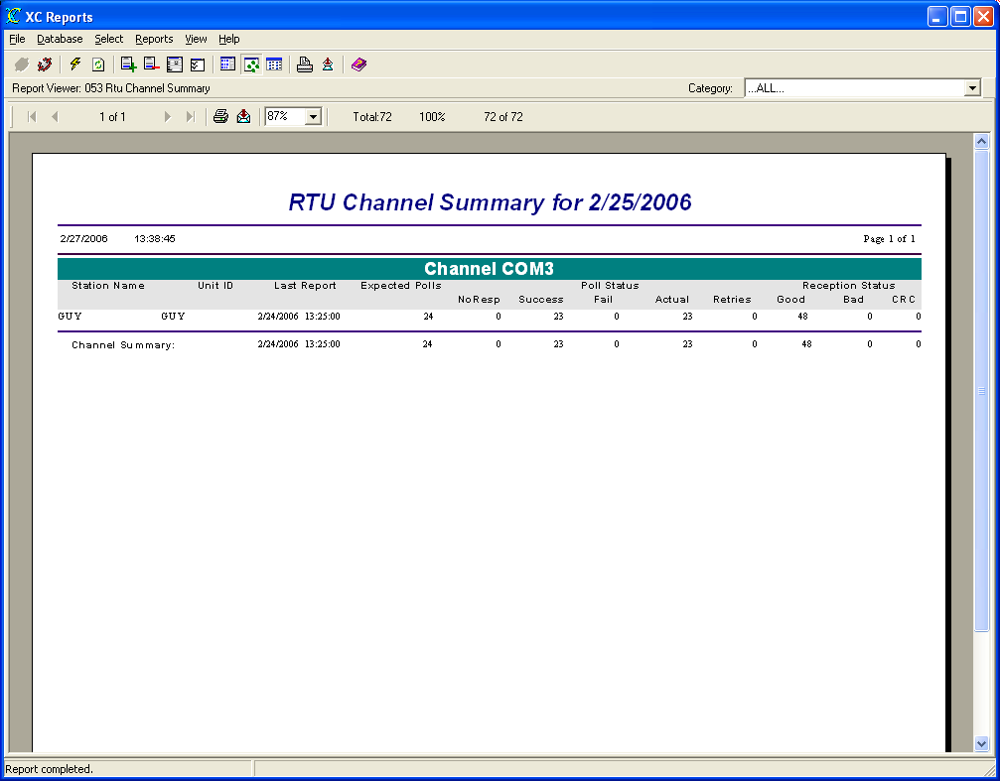 XC Reports
File Database Select Reports View Help
Report Viewer: 053 Rtu Channel Summary Category: ...ALL...
1 of 1 87% Total:72 100% 72 of 72
RTU Channel Summary for 2/25/2006
2/27/2006 13:38:45 Page 1 of 1
Channel COM3
Station Name Unit ID Last Report Expected Polls Poll Status Reception Status
NoResp Success Fail Actual Retries Good Bad CRC
GUY GUY 2/24/2006 13:25:00 24 0 23 0 23 0 48 0 0
Channel Summary: 2/24/2006 13:25:00 24 0 23 0 23 0 48 0 0
Report completed.